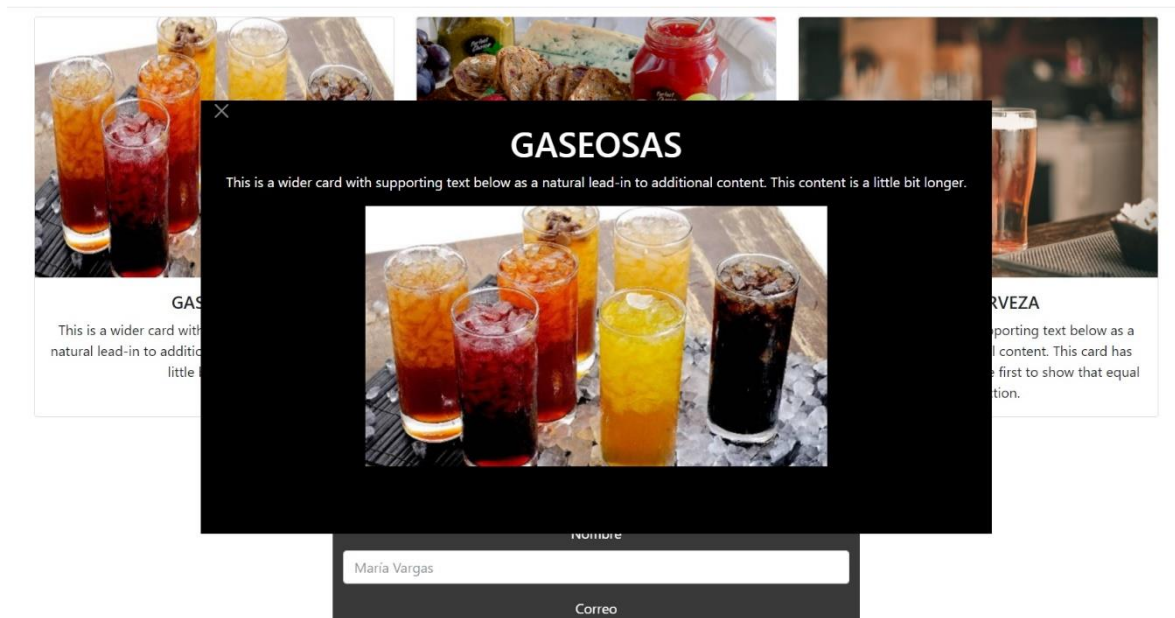 GASEOSAS
This is a wider card with supporting text below as a natural lead-in to additional content. This content is a little bit longer.
GAS
This is a wider card with
natural lead-in to additio
little
RVEZA
porting text below as a
l content. This card has
first to show that equal
tion.
Nombre
María Vargas
Correo